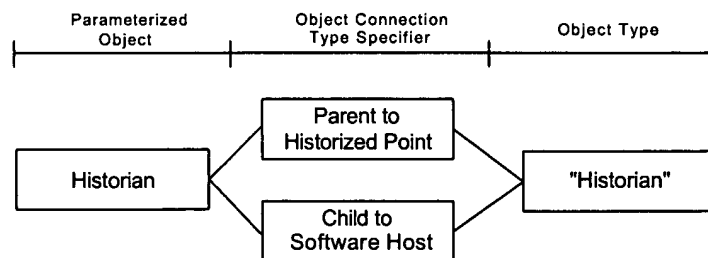 Parameterized
Object
Object Connection
Type Specifier
Object Type
Parent to
Historized Point
Historian
"Historian"
Child to
Software Host